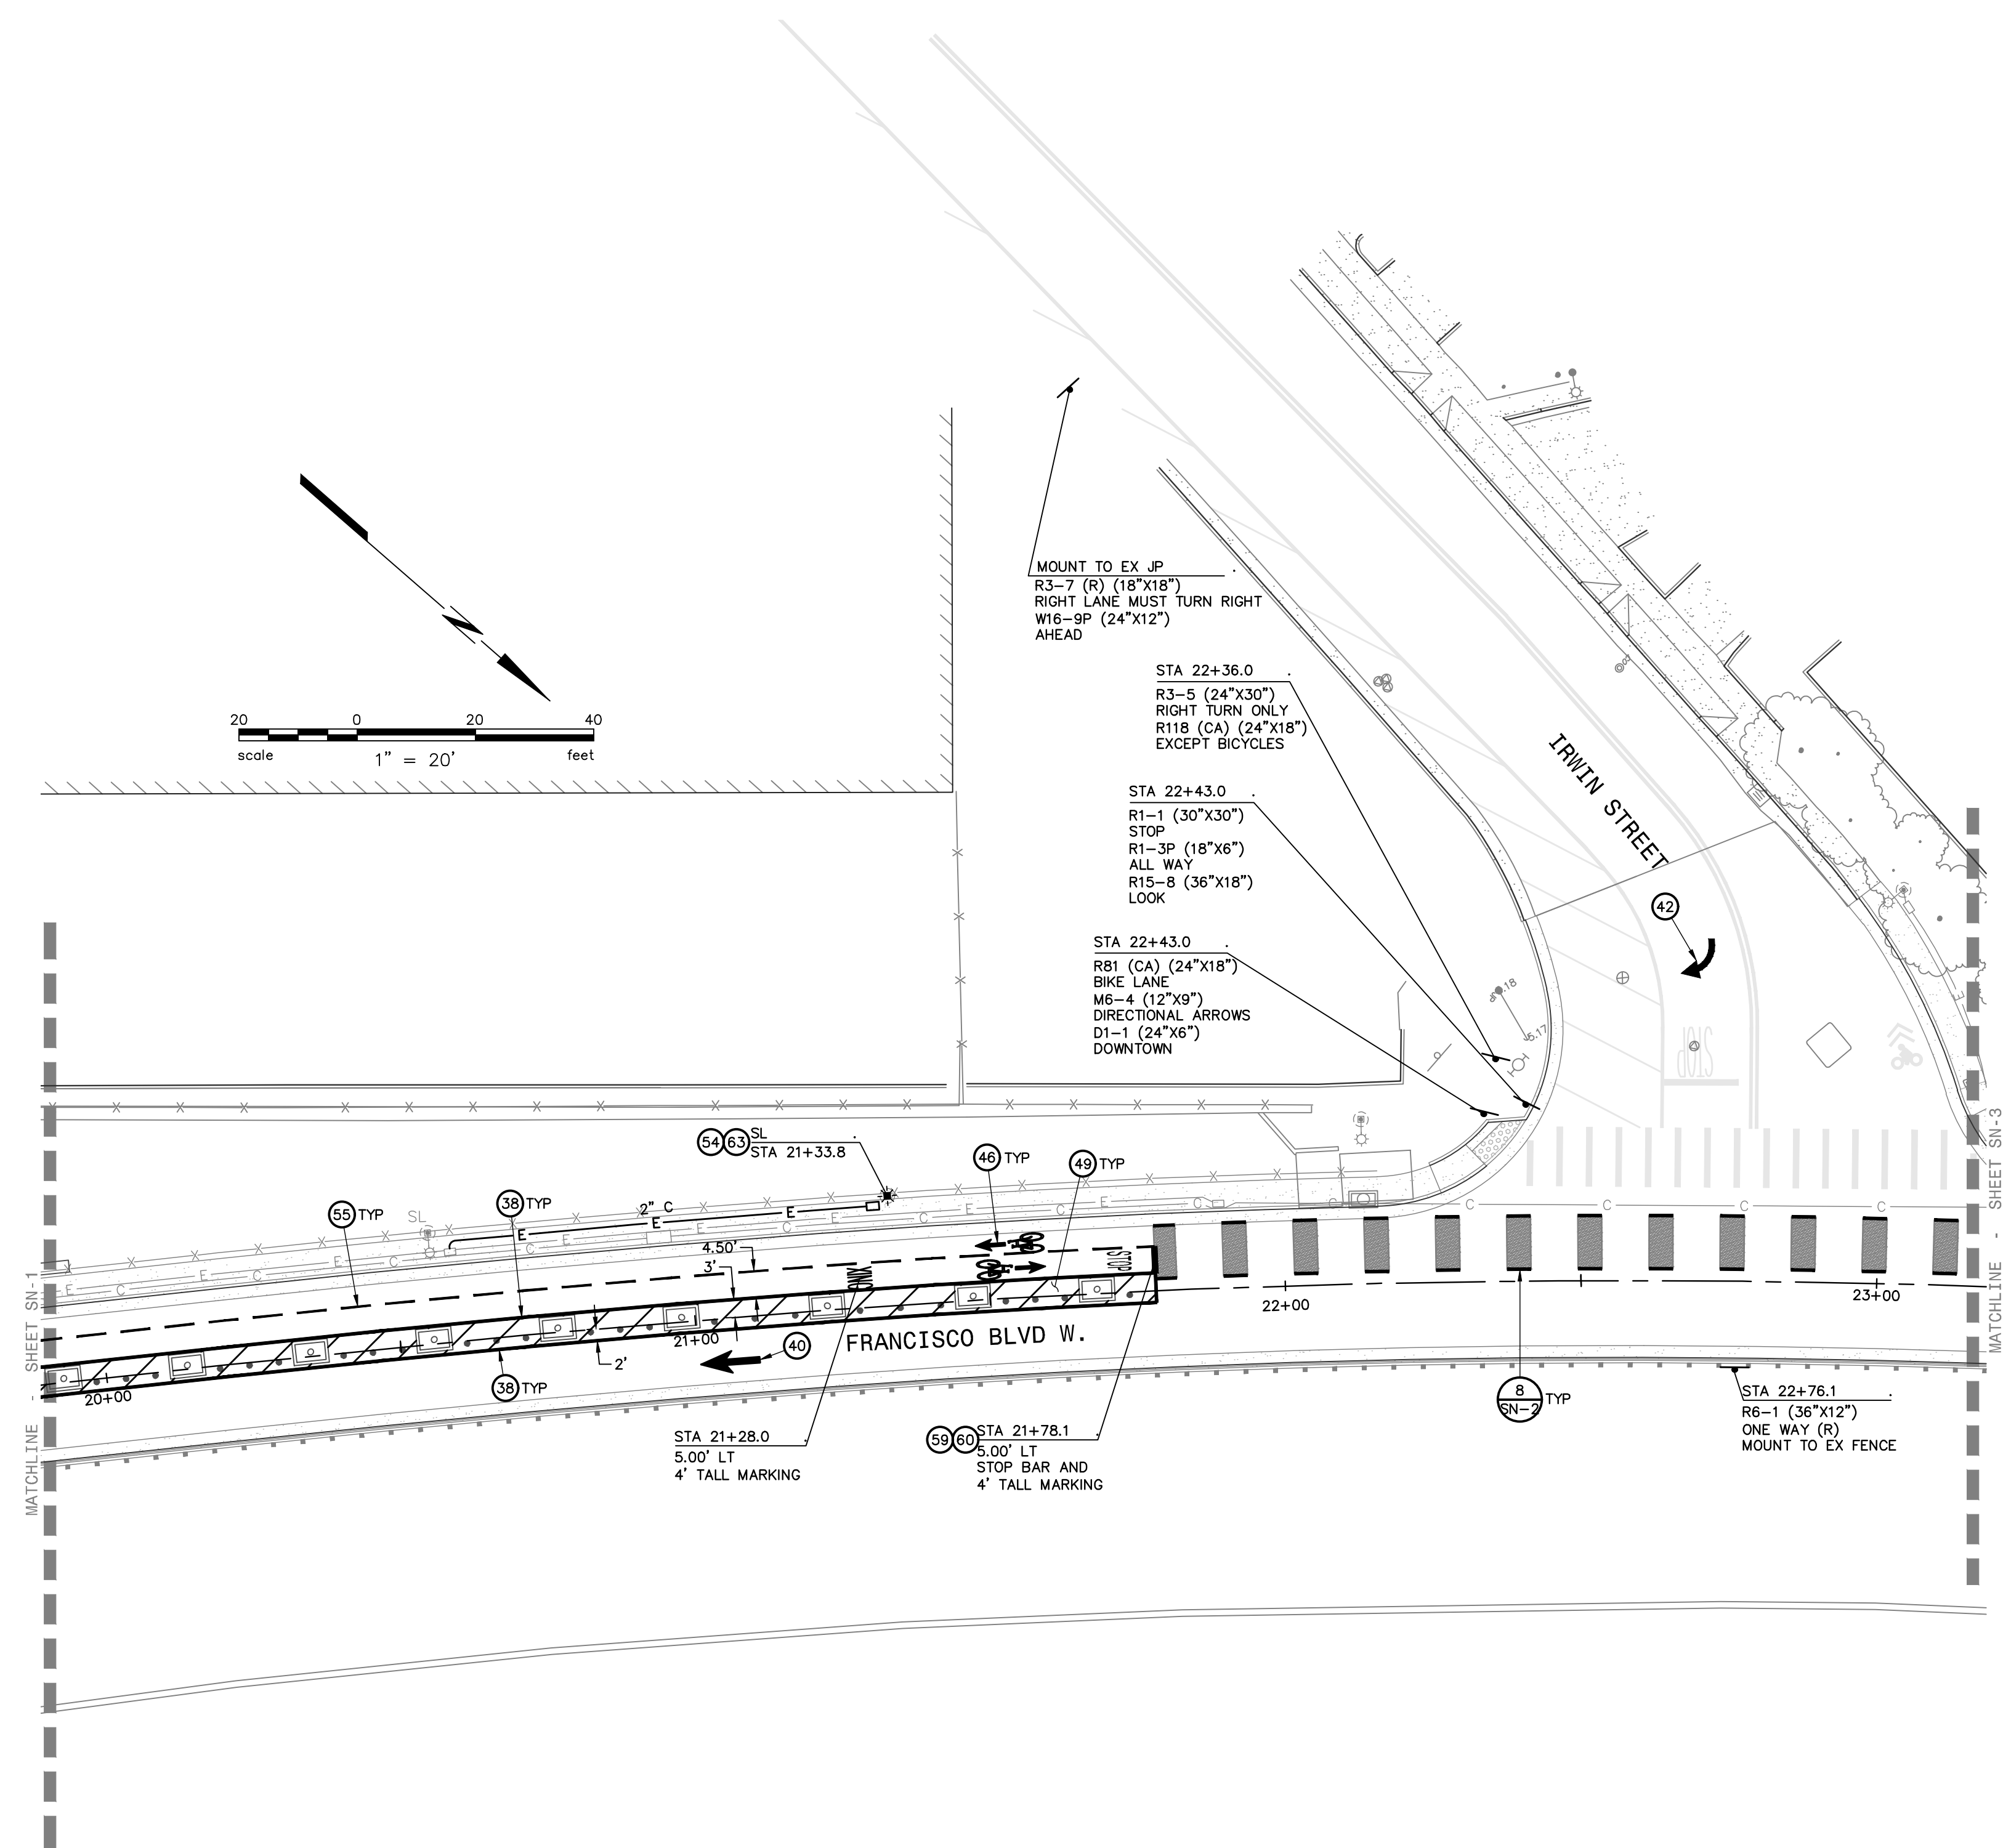 MOUNT TO EX JP
R3-7 (R) (18"X18")
RIGHT LANE MUST TURN RIGHT
W16-9P (24"X12")
AHEAD
STA 22+36.0
R3-5 (24"X30")
RIGHT TURN ONLY
R118 (CA) (24"X18")
EXCEPT BICYCLES
20 0 20 40
scale 1" = 20' feet
IRWIN STREET
STA 22+43.0
R1-1 (30"X30")
STOP
R1-3P (18"X6")
ALL WAY
R15-8 (36"X18")
LOOK
42
STA 22+43.0
R81 (CA) (24"X18")
BIKE LANE
M6-4 (12"X9")
DIRECTIONAL ARROWS
D1-1 (24"X6")
DOWNTOWN
STOP
54 63 SL
STA 21+33.8
46 TYP
49 TYP
38 TYP
55 TYP
SL
2" C
E E E
4.50'
3'
XING
STOP
22+00
23+00
21+00
20+00
2'
40
FRANCISCO BLVD W.
38 TYP
8
SN-2
TYP
STA 22+76.1
R6-1 (36"X12")
ONE WAY (R)
MOUNT TO EX FENCE
STA 21+28.0
5.00' LT
4' TALL MARKING
59 60 STA 21+78.1
5.00' LT
STOP BAR AND
4' TALL MARKING
MATCHLINE - SHEET SN-1
MATCHLINE - SHEET SN-3